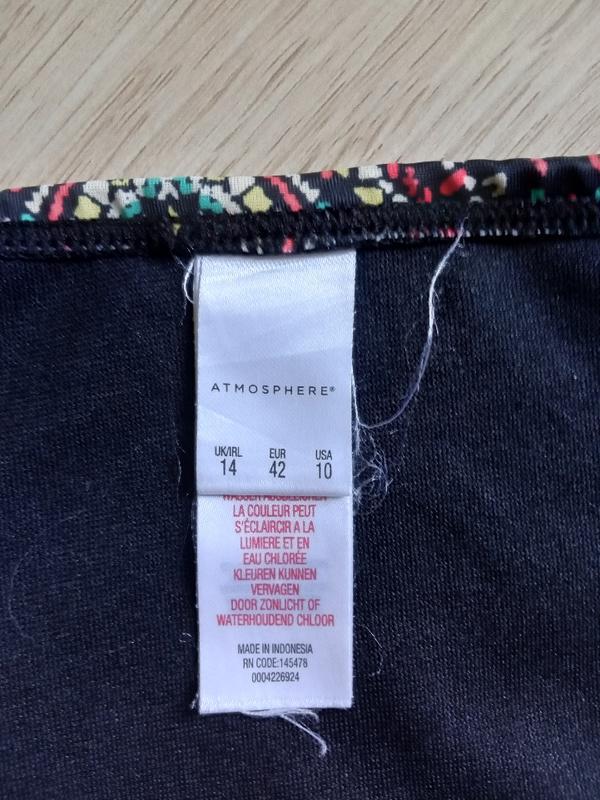 ATMOSPHERE®
UK/IRL EUR USA
14 42 10
LA COULEUR PEUT
S'ÉCLAIRCIR A LA
LUMIERE ET EN
EAU CHLORÉE
KLEUREN KUNNEN
VERVAGEN
DOOR ZONLICHT OF
WATERHOUDEND CHLOOR
MADE IN INDONESIA
RN CODE:145478
0004226924